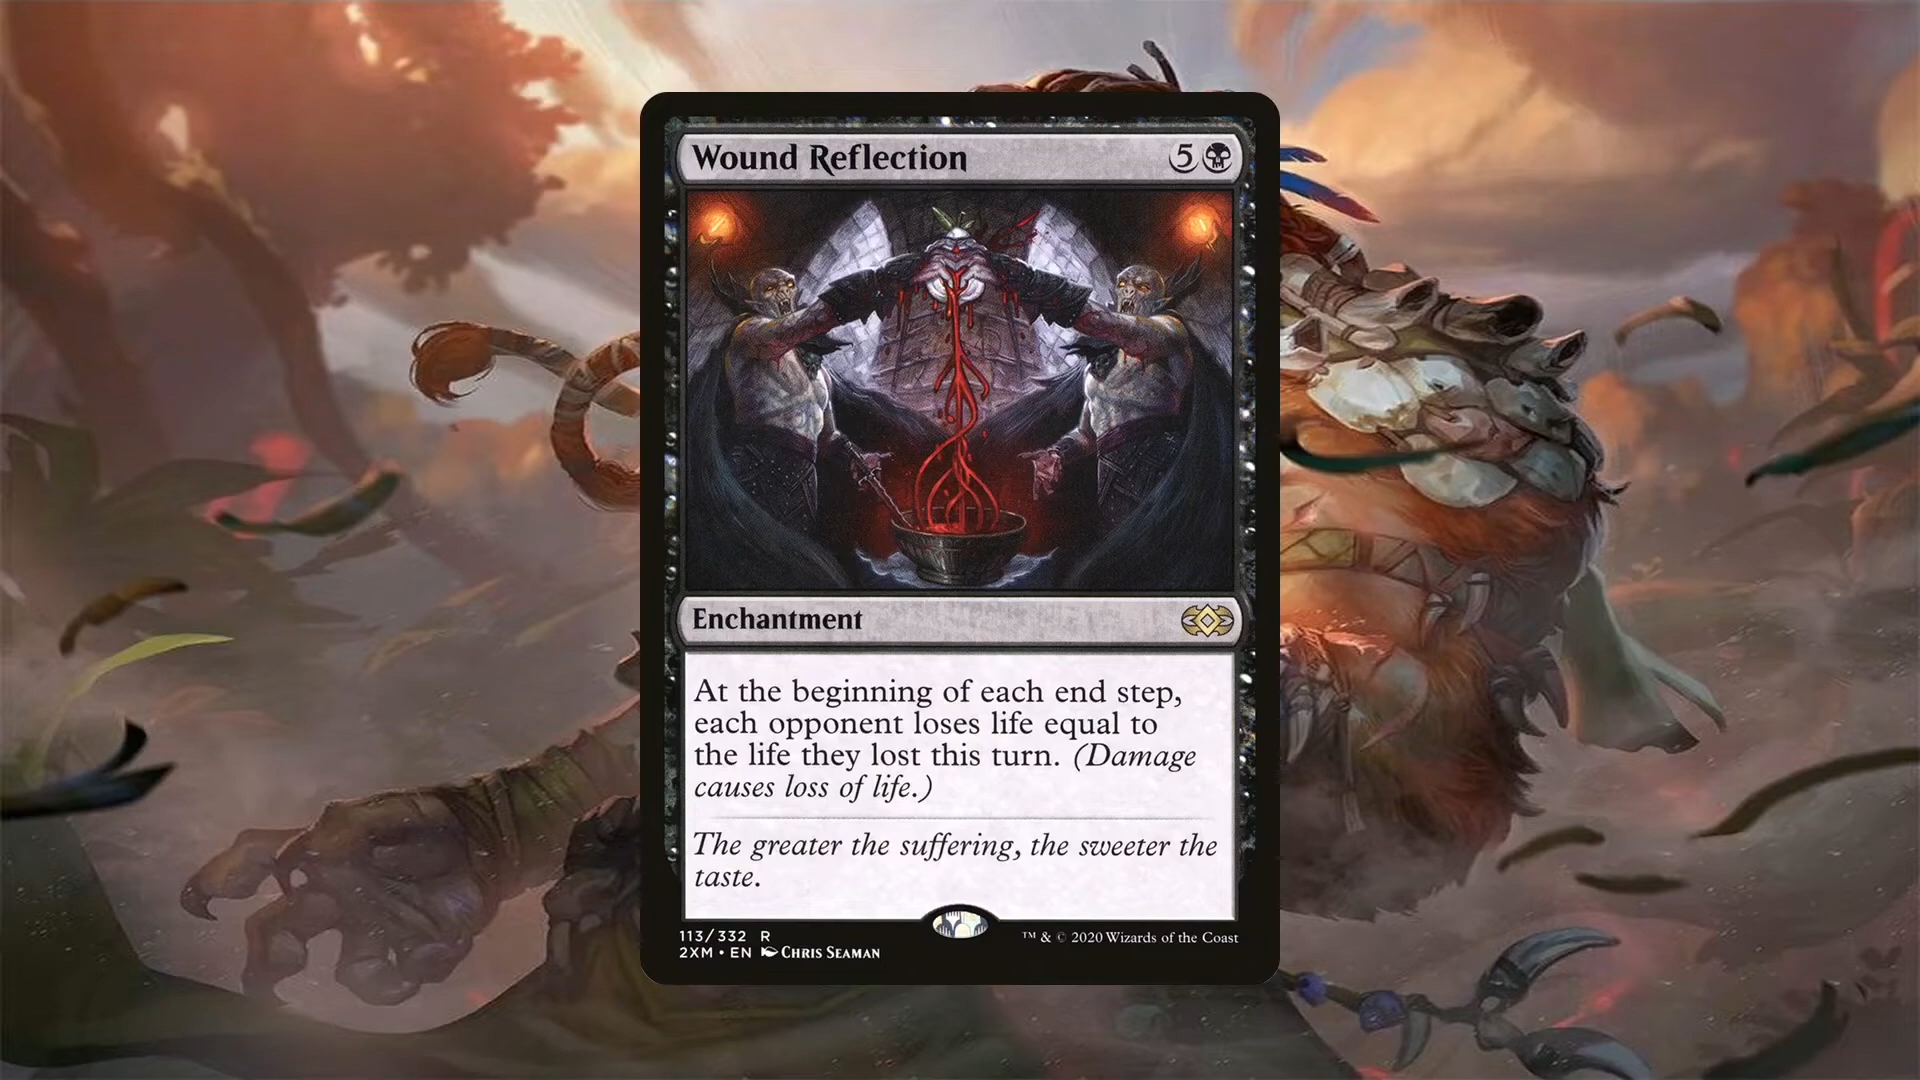 Wound Reflection 5
Enchantment
At the beginning of each end step,
each opponent loses life equal to
the life they lost this turn. (Damage
causes loss of life.)
The greater the suffering, the sweeter the
taste.
113/332 R
2XM • EN Chris Seaman
™ & © 2020 Wizards of the Coast